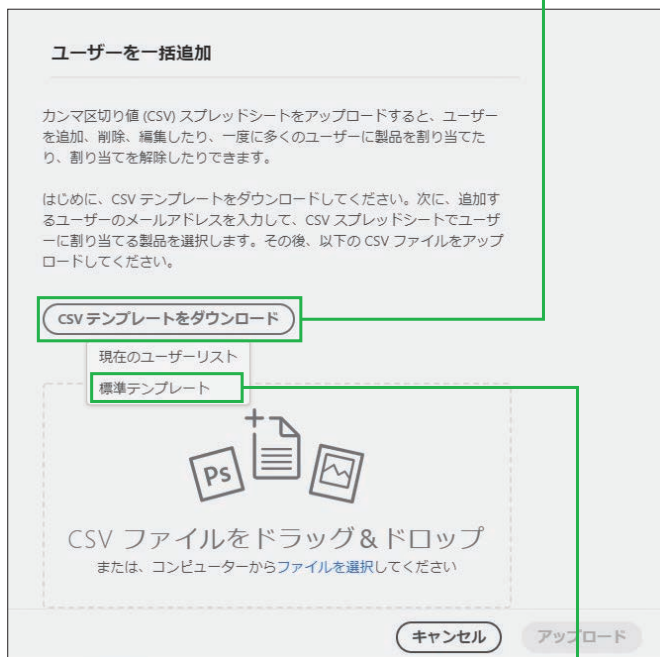 ユーザーを一括追加
カンマ区切り値 (CSV) スプレッドシートをアップロードすると、ユーザー
を追加、削除、編集したり、一度に多くのユーザーに製品を割り当てた
り、割り当てを解除したりできます。
はじめに、CSV テンプレートをダウンロードしてください。次に、追加す
るユーザーのメールアドレスを入力して、CSV スプレッドシートでユーザ
ーに割り当てる製品を選択します。その後、以下の CSV ファイルをアップ
ロードしてください。
CSV テンプレートをダウンロード
現在のユーザーリスト
標準テンプレート
Ps
CSV ファイルをドラッグ&ドロップ
または、コンピューターからファイルを選択してください
キャンセル
アップロード